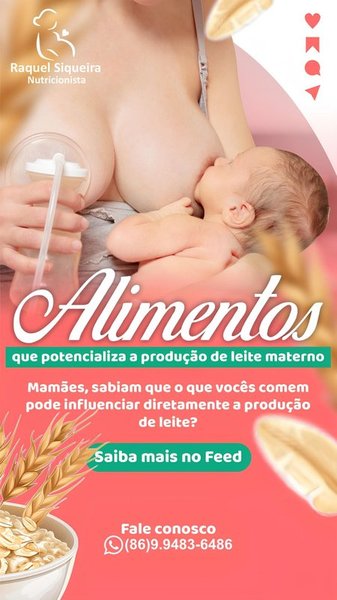 Raquel Siqueira
Nutricionista
Alimentos
que potencializa a produção de leite materno
Mamães, sabiam que o que vocês comem
pode influenciar diretamente a produção
de leite?
Saiba mais no Feed
Fale conosco
(86)9.9483-6486